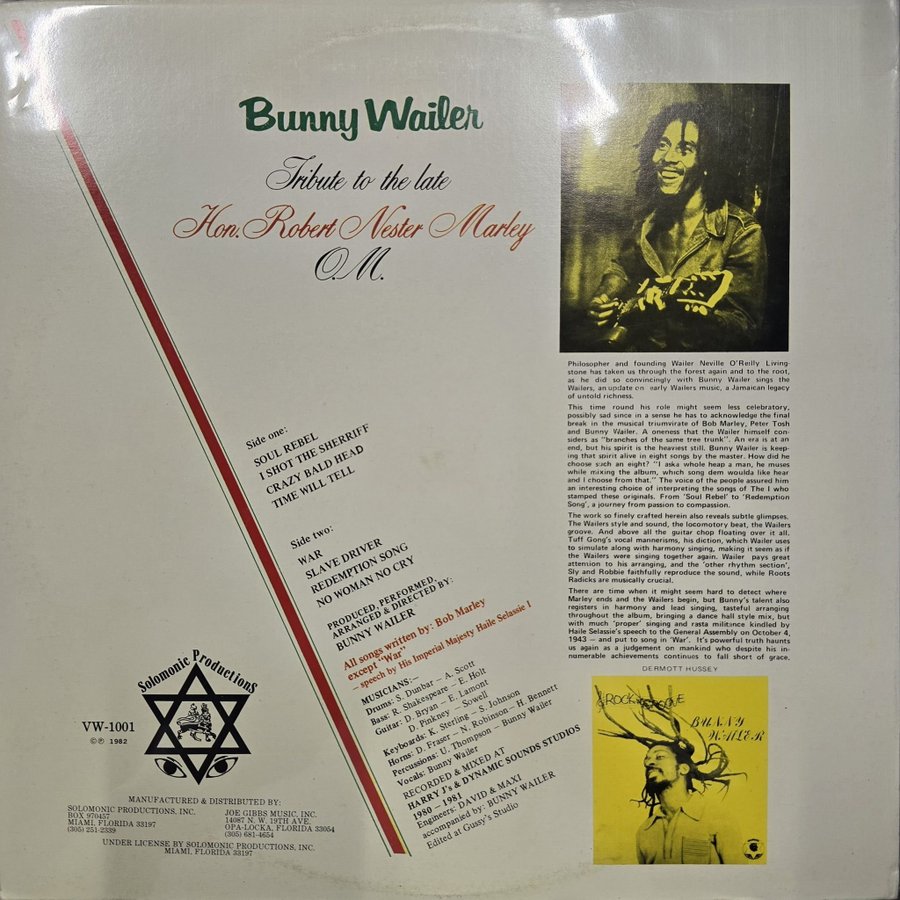 Bunny Wailer
Tribute to the late
Hon. Robert Nester Marley
O.M.
Side one:
SOUL REBEL
I SHOT THE SHERRIFF
CRAZY BALD HEAD
TIME WILL TELL
Side two:
WAR
SLAVE DRIVER
REDEMPTION SONG
NO WOMAN NO CRY
PRODUCED, PERFORMED,
ARRANGED & DIRECTED BY:
BUNNY WAILER
All songs written by: Bob Marley
except "War"
– speech by His Imperial Majesty Haile Selassie I
MUSICIANS:–
Drums: S. Dunbar – A. Scott
Bass: R. Shakespeare – E. Holt
Guitar: D. Bryan – E. Lamont
D. Pinkney – Sowell
Keyboards: K. Sterling – S. Johnson
Horns: D. Fraser – N. Robinson – H. Bennett
Percussions: U. Thompson – Bunny Wailer
Vocals: Bunny Wailer
RECORDED & MIXED AT
HARRY J's & DYNAMIC SOUNDS STUDIOS
1980 – 1981
Engineers: DAVID & MAXI
accompanied by: BUNNY WAILER
Edited at Gussy's Studio
Solomonic Productions
VW-1001
©℗ 1982
MANUFACTURED & DISTRIBUTED BY:
SOLOMONIC PRODUCTIONS, INC.
BOX 970457
MIAMI, FLORIDA 33197
(305) 251-2339
JOE GIBBS MUSIC, INC.
14087 N. W. 19TH AVE.
OPA-LOCKA, FLORIDA 33054
(305) 681-4654
UNDER LICENSE BY SOLOMONIC PRODUCTIONS, INC.
MIAMI, FLORIDA 33197
Philosopher and founding Wailer Neville O'Reilly Living-
stone has taken us through the forest again and to the root,
as he did so convincingly with Bunny Wailer sings the
Wailers, an update on early Wailers music, a Jamaican legacy
of untold richness.
This time round his role might seem less celebratory,
possibly sad since in a sense he has to acknowledge the final
break in the musical triumvirate of Bob Marley, Peter Tosh
and Bunny Wailer. A oneness that the Wailer himself con-
siders as "branches of the same tree trunk". An era is at an
end, but his spirit is the heaviest still. Bunny Wailer is keep-
ing that spirit alive in eight songs by the master. How did he
choose such an eight? "I aska whole heap a man, he muses
while mixing the album, which song dem woulda like hear
and I choose from that." The voice of the people assured him
an interesting choice of interpreting the songs of The I who
stamped these originals. From 'Soul Rebel' to 'Redemption
Song', a journey from passion to compassion.
The work so finely crafted herein also reveals subtle glimpses.
The Wailers style and sound, the locomotory beat, the Wailers
groove. And above all the guitar chop floating over it all.
Tuff Gong's vocal mannerisms, his diction, which Wailer uses
to simulate along with harmony singing, making it seem as if
the Wailers were singing together again. Wailer pays great
attention to his arranging, and the 'other rhythm section',
Sly and Robbie faithfully reproduce the sound, while Roots
Radicks are musically crucial.
There are time when it might seem hard to detect where
Marley ends and the Wailers begin, but Bunny's talent also
registers in harmony and lead singing, tasteful arranging
throughout the album, bringing a dance hall style mix, but
with much 'proper' singing and rasta militance kindled by
Haile Selassie's speech to the General Assembly on October 4,
1943 – and put to song in 'War'. It's powerful truth haunts
us again as a judgement on mankind who despite his in-
numerable achievements continues to fall short of grace.
DERMOTT HUSSEY
BUNNY
WAILER